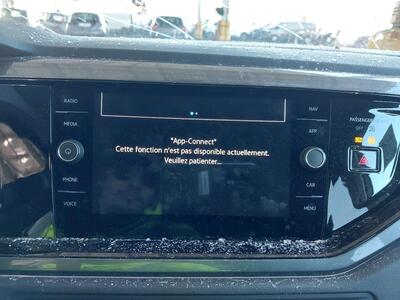 RADIO
MEDIA
PHONE
VOICE
"App-Connect"
Cette fonction n'est pas disponible actuellement.
Veuillez patienter...
NAV
APP
CAR
MENU
PASSENGER
OFF